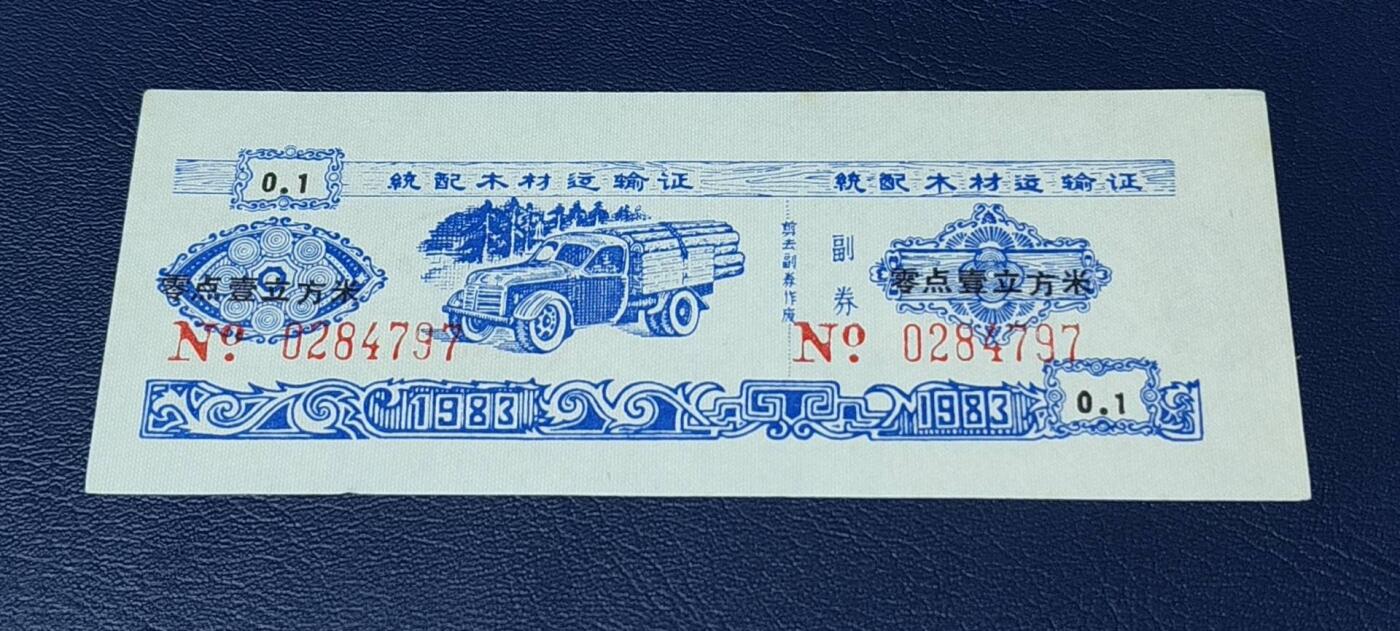 0.1
統配木材运输证
零点壹立方米
№ 0284797
1983
剪去副券作废
統配木材运输证
副券
零点壹立方米
№ 0284797
1983
0.1